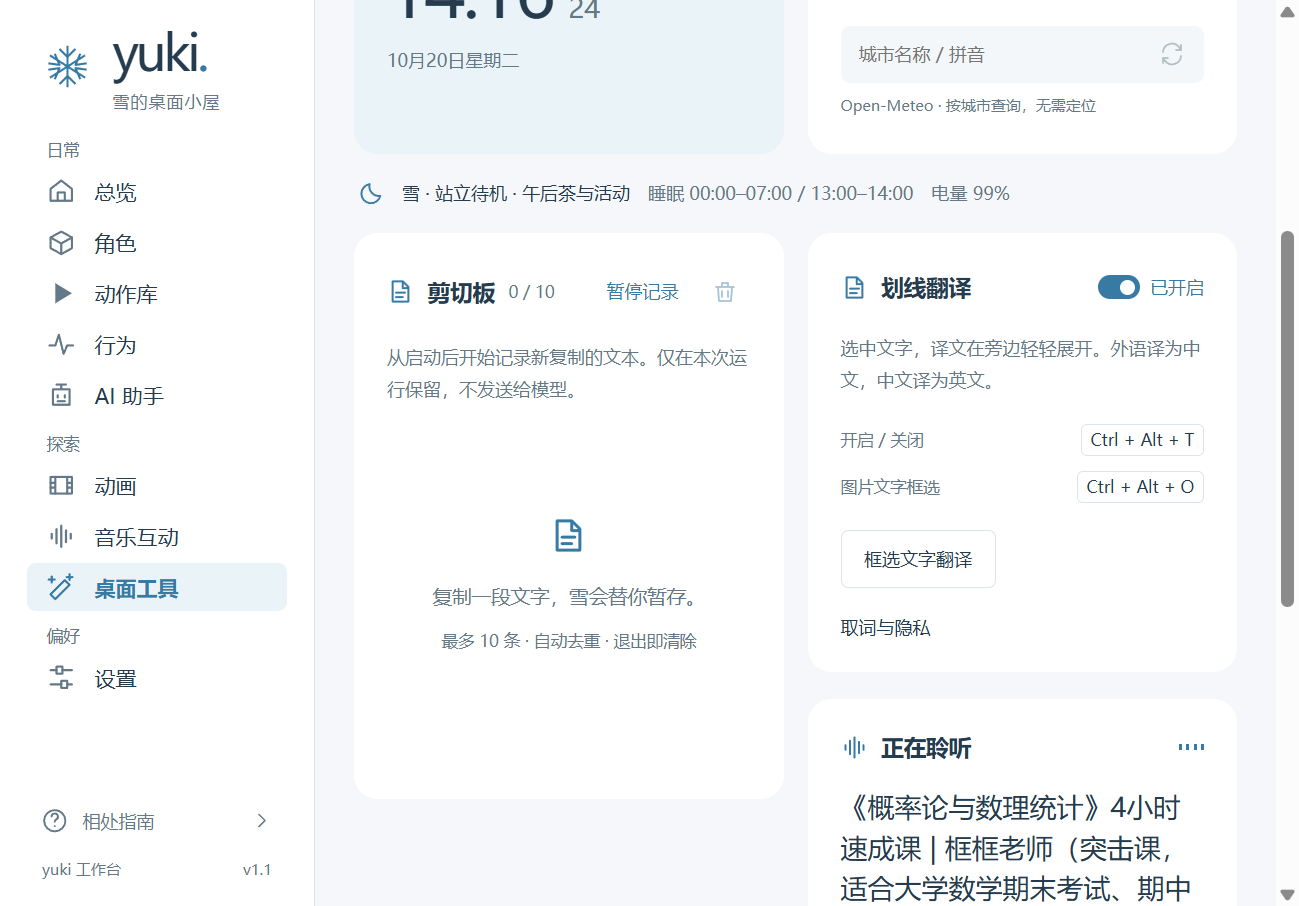 yuki.
雪的桌面小屋
日常
总览
角色
动作库
行为
AI 助手
探索
动画
音乐互动
桌面工具
偏好
设置
相处指南
yuki 工作台
v1.1
14:16 24
10月20日星期二
城市名称 / 拼音
Open-Meteo · 按城市查询，无需定位
雪 · 站立待机 · 午后茶与活动 睡眠 00:00–07:00 / 13:00–14:00 电量 99%
剪切板 0 / 10 暂停记录
从启动后开始记录新复制的文本。仅在本次运
行保留，不发送给模型。
复制一段文字，雪会替你暂存。
最多 10 条 · 自动去重 · 退出即清除
划线翻译 已开启
选中文字，译文在旁边轻轻展开。外语译为中
文，中文译为英文。
开启 / 关闭 Ctrl + Alt + T
图片文字框选 Ctrl + Alt + O
框选文字翻译
取词与隐私
正在聆听
《概率论与数理统计》4小时
速成课 | 框框老师（突击课，
适合大学数学期末考试、期中